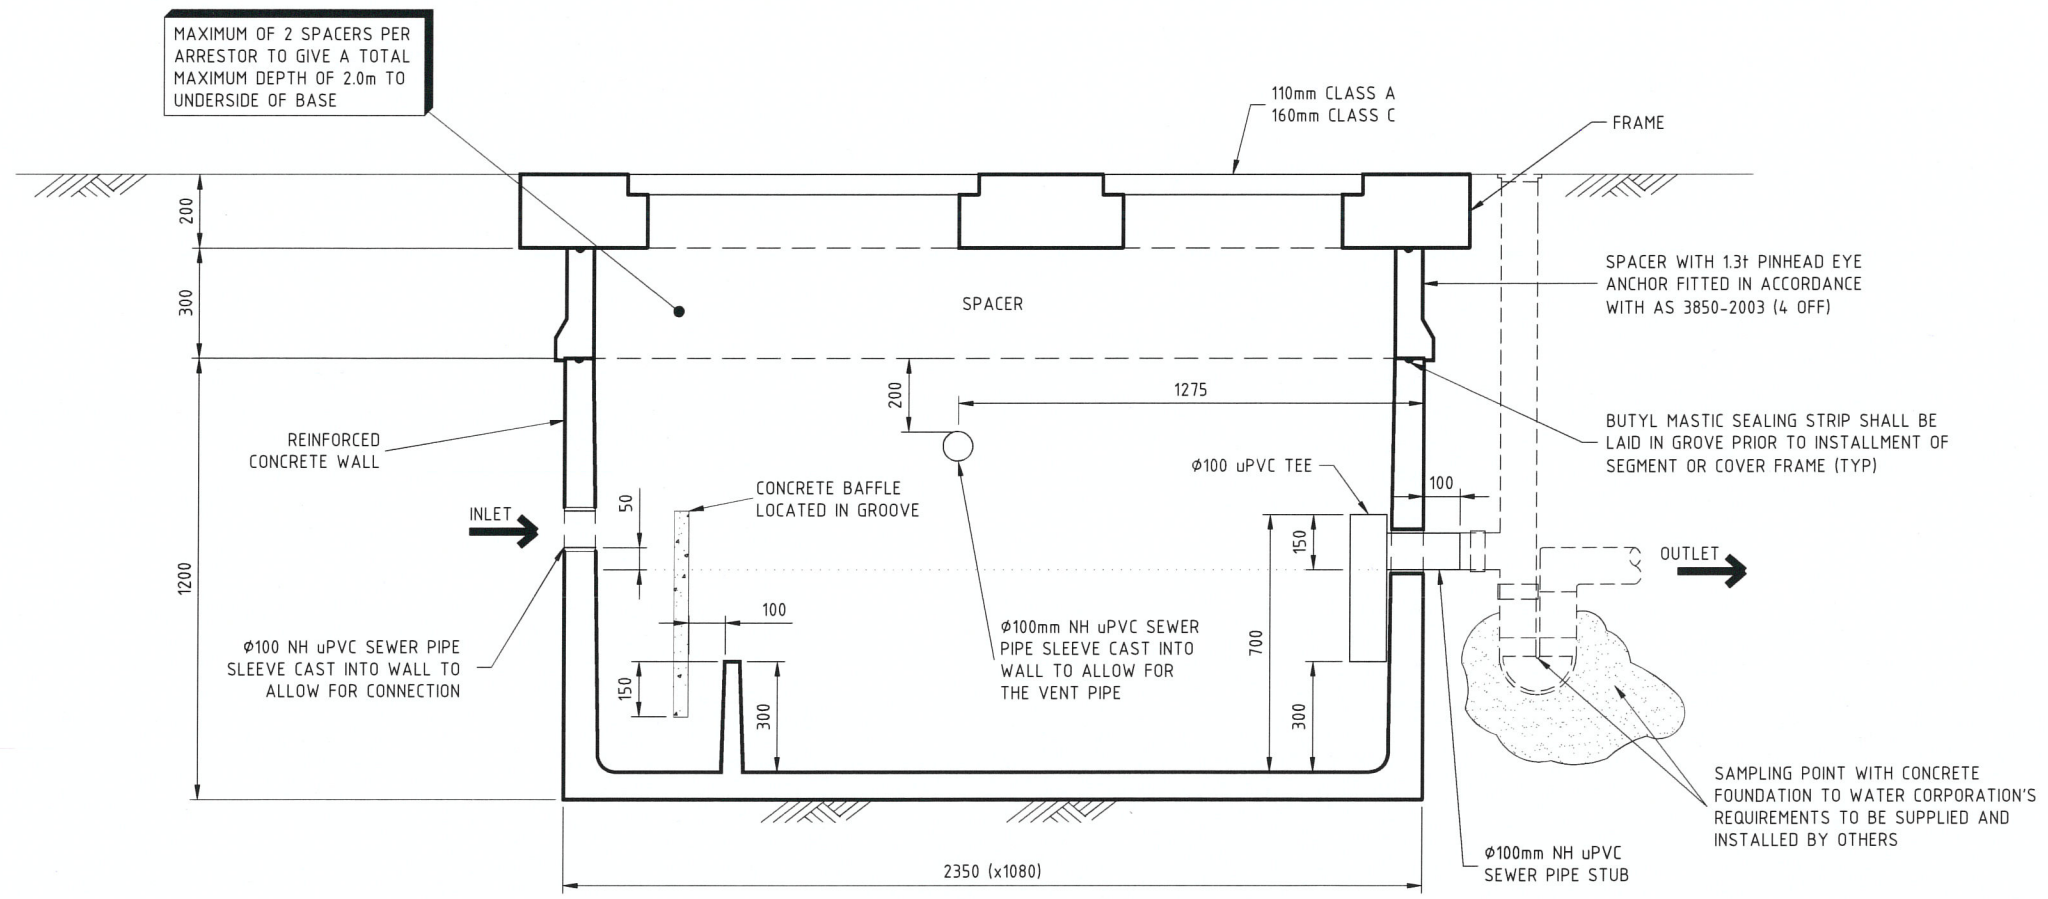 MAXIMUM OF 2 SPACERS PER
ARRESTOR TO GIVE A TOTAL
MAXIMUM DEPTH OF 2.0m TO
UNDERSIDE OF BASE
110mm CLASS A
160mm CLASS C
FRAME
200
300
SPACER
SPACER WITH 1.3t PINHEAD EYE
ANCHOR FITTED IN ACCORDANCE
WITH AS 3850-2003 (4 OFF)
200
1275
BUTYL MASTIC SEALING STRIP SHALL BE
LAID IN GROVE PRIOR TO INSTALLMENT OF
SEGMENT OR COVER FRAME (TYP)
REINFORCED
CONCRETE WALL
Ø100 uPVC TEE
100
CONCRETE BAFFLE
LOCATED IN GROOVE
50
INLET
150
OUTLET
1200
100
Ø100 NH uPVC SEWER PIPE
SLEEVE CAST INTO WALL TO
ALLOW FOR CONNECTION
150
300
Ø100mm NH uPVC SEWER
PIPE SLEEVE CAST INTO
WALL TO ALLOW FOR
THE VENT PIPE
700
300
SAMPLING POINT WITH CONCRETE
FOUNDATION TO WATER CORPORATION'S
REQUIREMENTS TO BE SUPPLIED AND
INSTALLED BY OTHERS
Ø100mm NH uPVC
SEWER PIPE STUB
2350 (x1080)